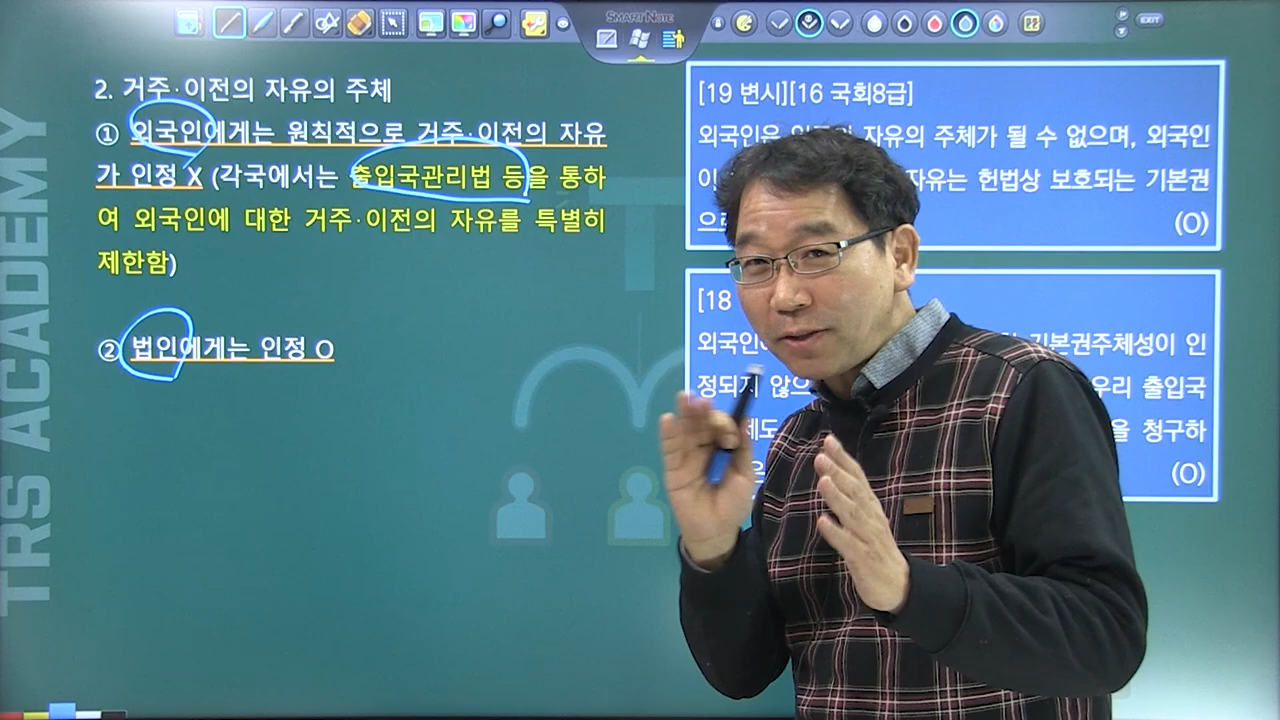 SMARTNOTE
EXIT
2. 거주·이전의 자유의 주체
① 외국인에게는 원칙적으로 거주·이전의 자유
가 인정 X (각국에서는 출입국관리법 등을 통하
여 외국인에 대한 거주·이전의 자유를 특별히
제한함)
② 법인에게는 인정 O
[19 변시][16 국회8급]
외국인은 자유의 주체가 될 수 없으며, 외국인
이 자유는 헌법상 보호되는 기본권
으로
(O)
[18
외국인 기본권주체성이 인
정되지 않으 우리 출입국
제도 을 청구하
은 (O)
TRS ACADEMY